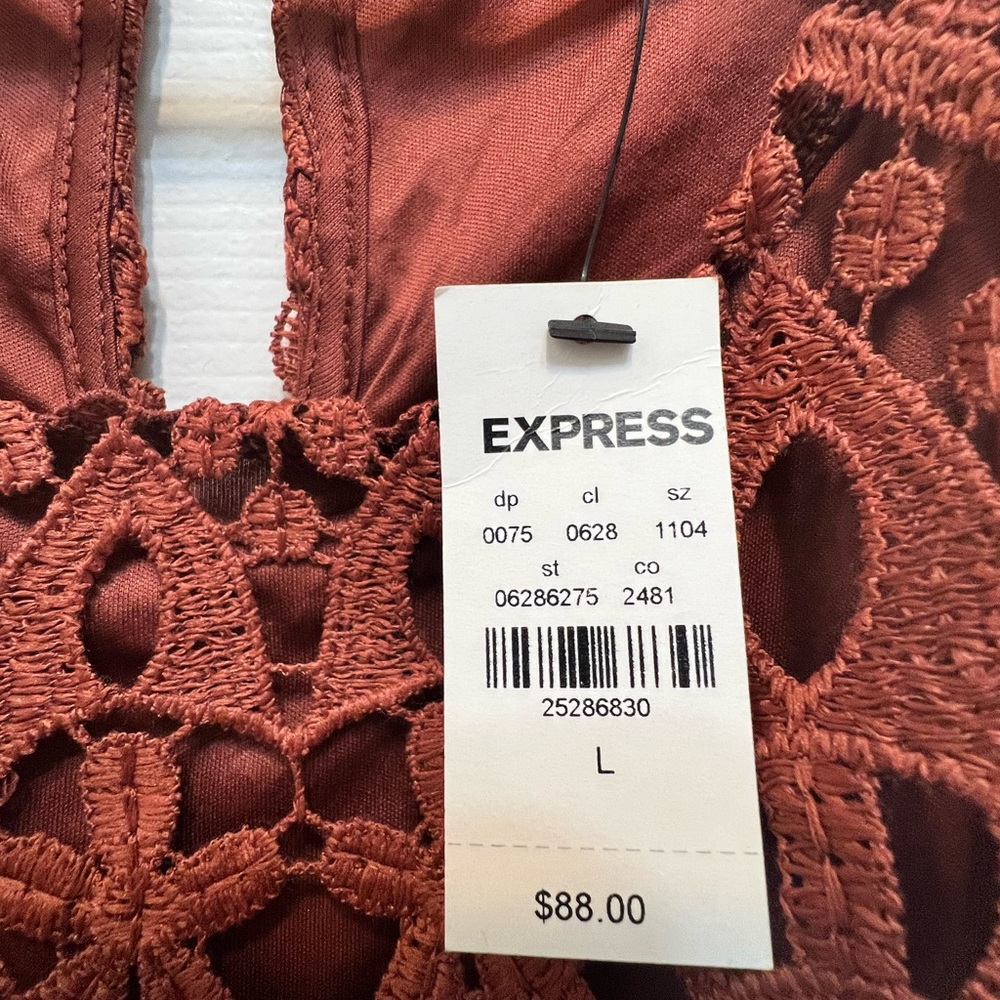 EXPRESS
dp cl sz
0075 0628 1104
st co
06286275 2481
25286830
L
$88.00